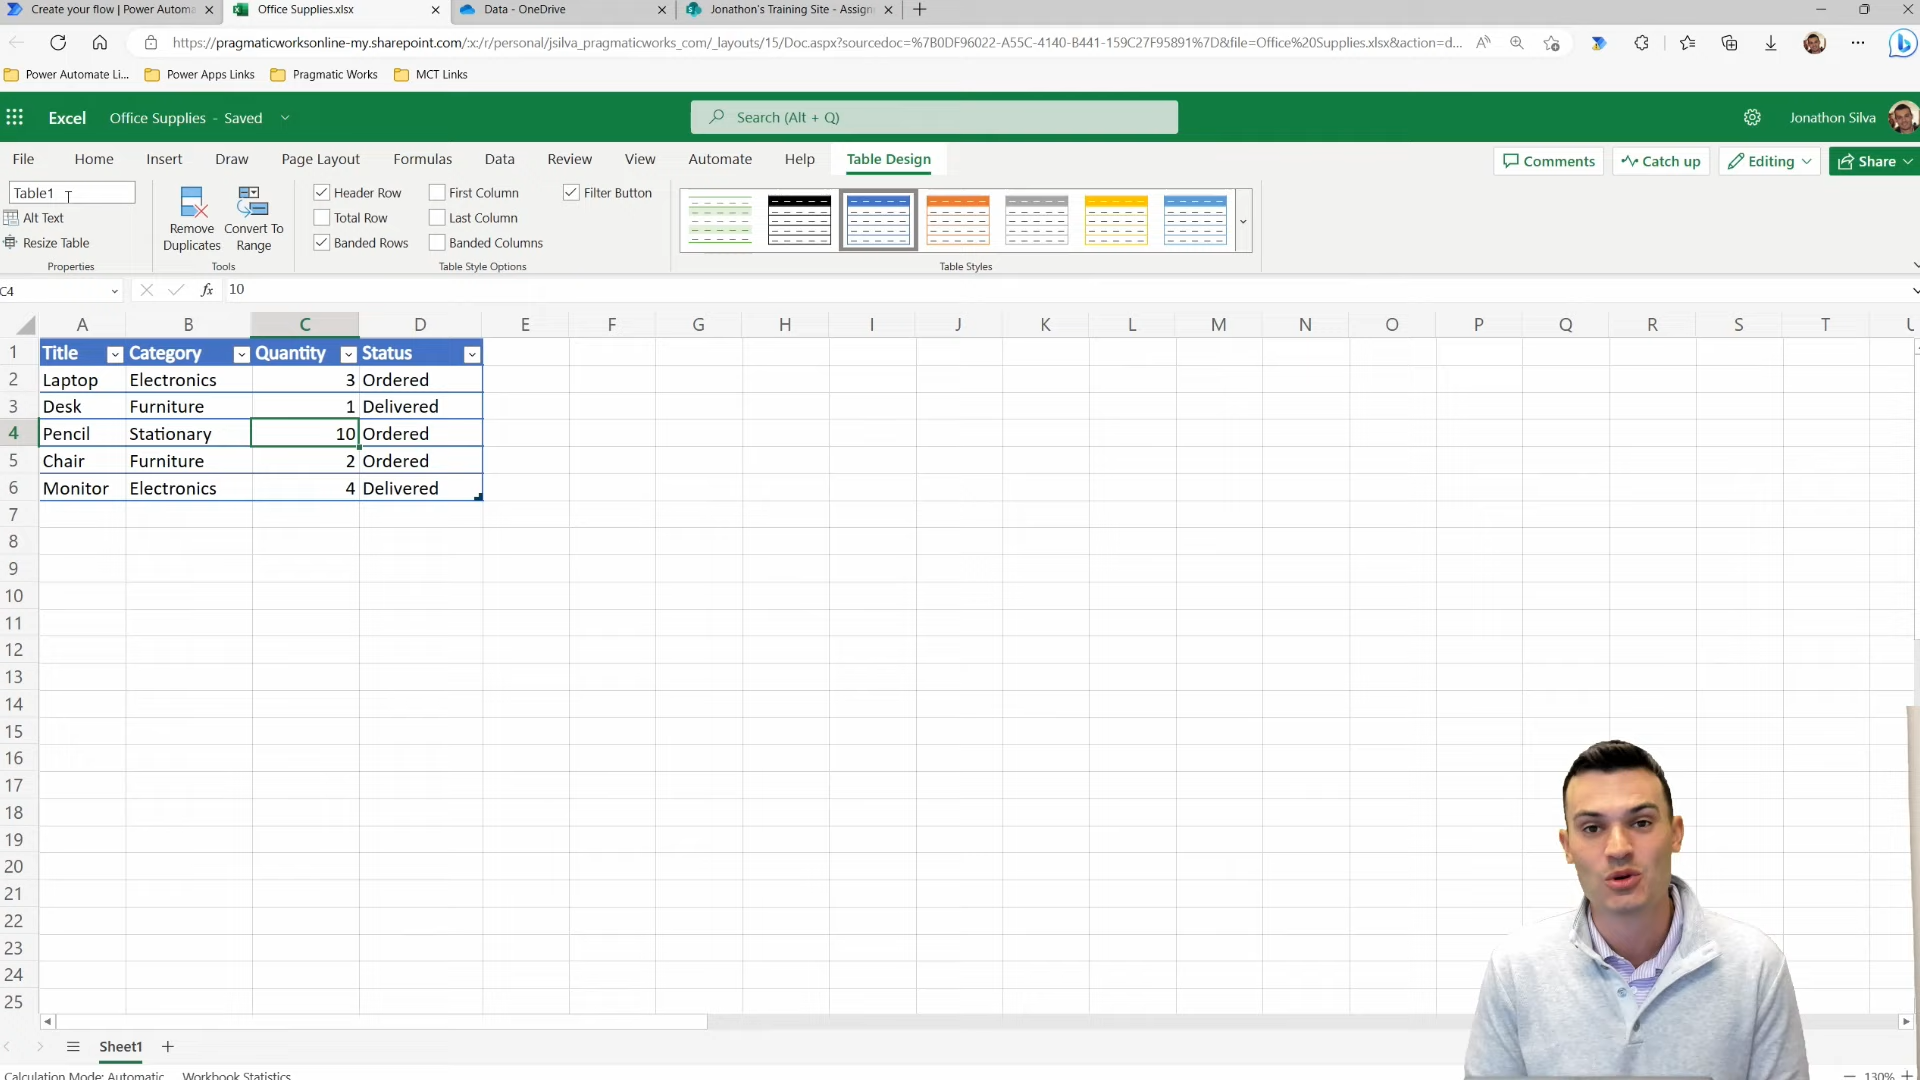 Create your flow | Power Automa
Office Supplies.xlsx
Data - OneDrive
Jonathon's Training Site - Assign
https://pragmaticworksonline-my.sharepoint.com/:x:/r/personal/jsilva_pragmaticworks_com/_layouts/15/Doc.aspx?sourcedoc=%7B0DF96022-A55C-4140-B441-159C27F95891%7D&file=Office%20Supplies.xlsx&action=d...
Power Automate Li...
Power Apps Links
Pragmatic Works
MCT Links
Excel
Office Supplies - Saved
Search (Alt + Q)
Jonathon Silva
File
Home
Insert
Draw
Page Layout
Formulas
Data
Review
View
Automate
Help
Table Design
Comments
Catch up
Editing
Share
Table1
Alt Text
Resize Table
Properties
Remove
Duplicates
Convert To
Range
Tools
Header Row
First Column
Filter Button
Total Row
Last Column
Banded Rows
Banded Columns
Table Style Options
Table Styles
C4
fx
10
A B C D E F G H I J K L M N O P Q R S T U
1 Title Category Quantity Status
2 Laptop Electronics 3 Ordered
3 Desk Furniture 1 Delivered
4 Pencil Stationary 10 Ordered
5 Chair Furniture 2 Ordered
6 Monitor Electronics 4 Delivered
7
8
9
10
11
12
13
14
15
16
17
18
19
20
21
22
23
24
25
Sheet1
Calculation Mode: Automatic
Workbook Statistics
130%